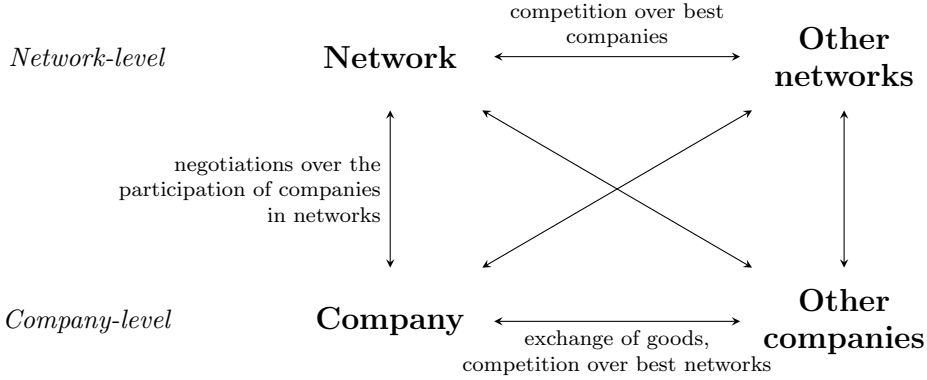 competition over best
companies
Network-level
Network
Other
networks
negotiations over the
participation of companies
in networks
Company-level
Company
Other
companies
exchange of goods,
competition over best networks